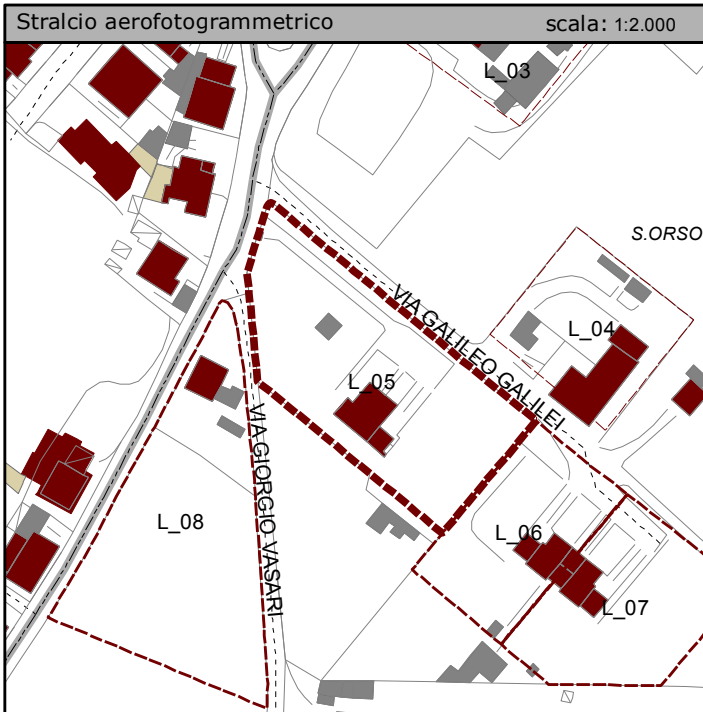 Stralcio aerofotogrammetrico scala: 1:2.000
L_03
S.ORSO
VIA GALILEO GALILEI
L_04
L_05
VIA GIORGIO VASARI
L_08
L_06
L_07